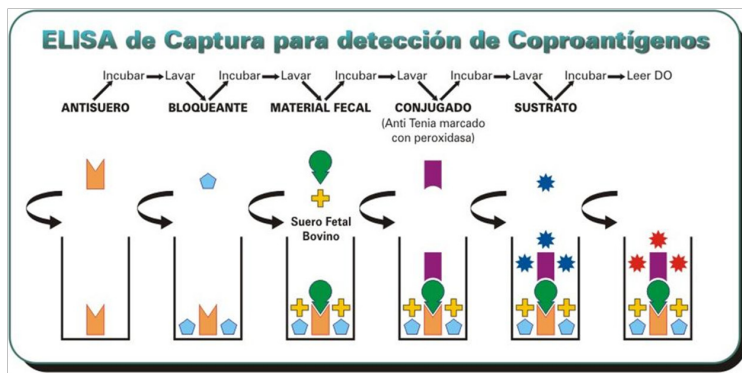 ELISA de Captura para detección de Coproantígenos
Incubar Lavar Incubar Lavar Incubar Lavar Incubar Lavar Incubar Leer DO
ANTISUERO BLOQUEANTE MATERIAL FECAL CONJUGADO SUSTRATO
(Anti Tenia marcado
con peroxidasa)
Suero Fetal
Bovino